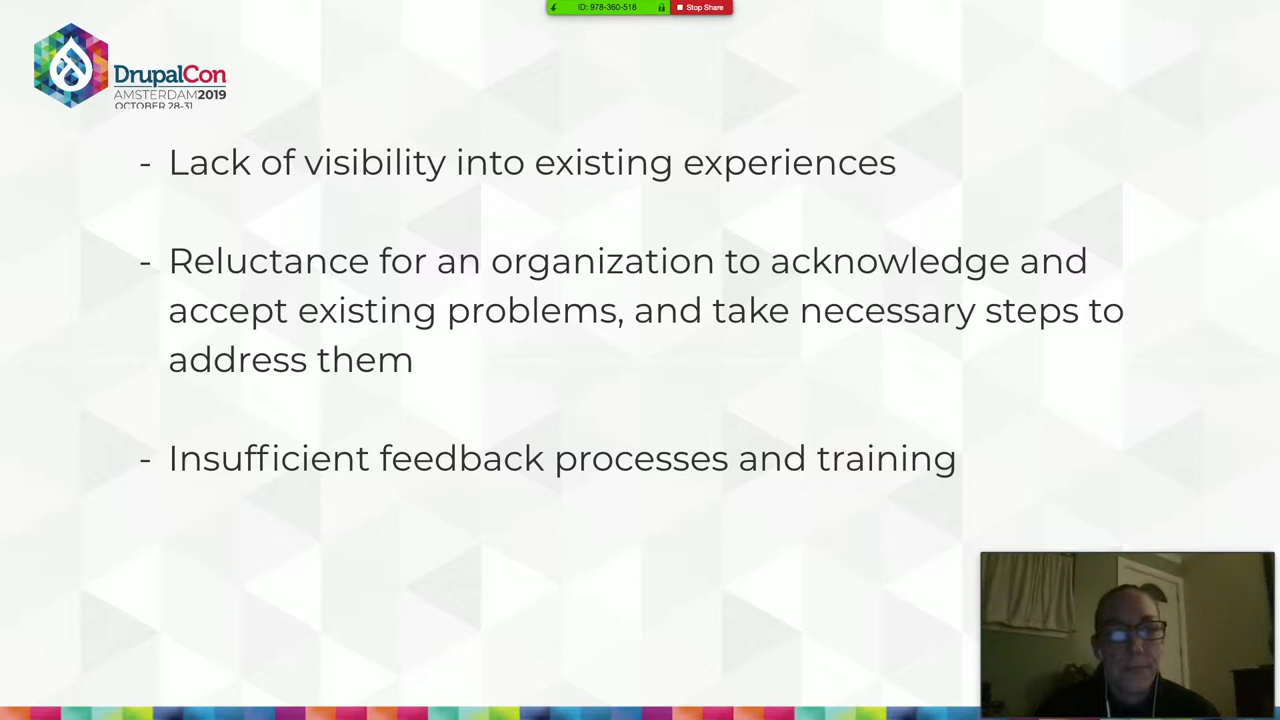 ID: 978-360-518
Stop Share
DrupalCon
AMSTERDAM2019
OCTOBER 28-31
- Lack of visibility into existing experiences
- Reluctance for an organization to acknowledge and
accept existing problems, and take necessary steps to
address them
- Insufficient feedback processes and training